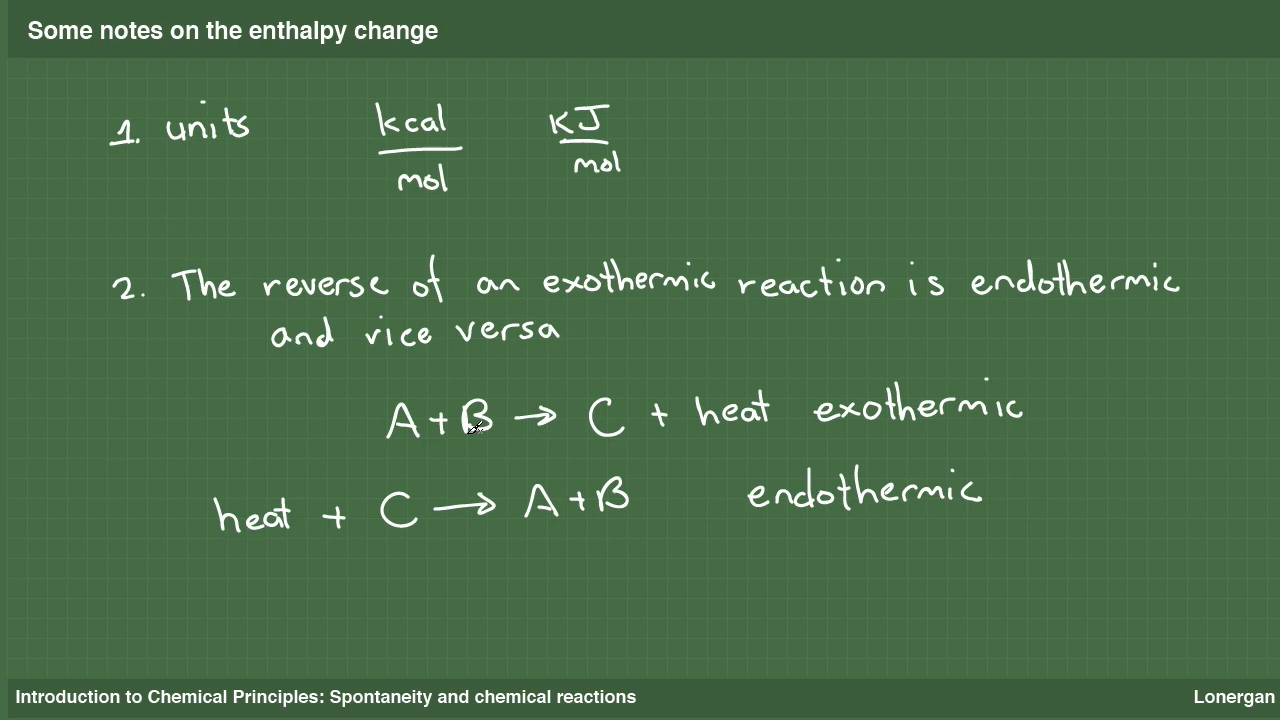 Some notes on the enthalpy change
1. units kcal/mol KJ/mol
2. The reverse of an exothermic reaction is endothermic
and vice versa
A + B → C + heat exothermic
heat + C → A + B endothermic
Introduction to Chemical Principles: Spontaneity and chemical reactions Lonergan